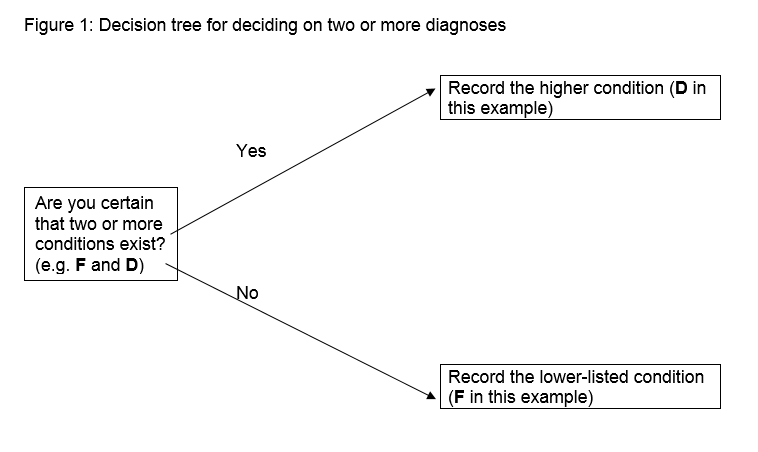 Figure 1: Decision tree for deciding on two or more diagnoses
Record the higher condition (D in
this example)
Yes
Are you certain
that two or more
conditions exist?
(e.g. F and D)
No
Record the lower-listed condition
(F in this example)